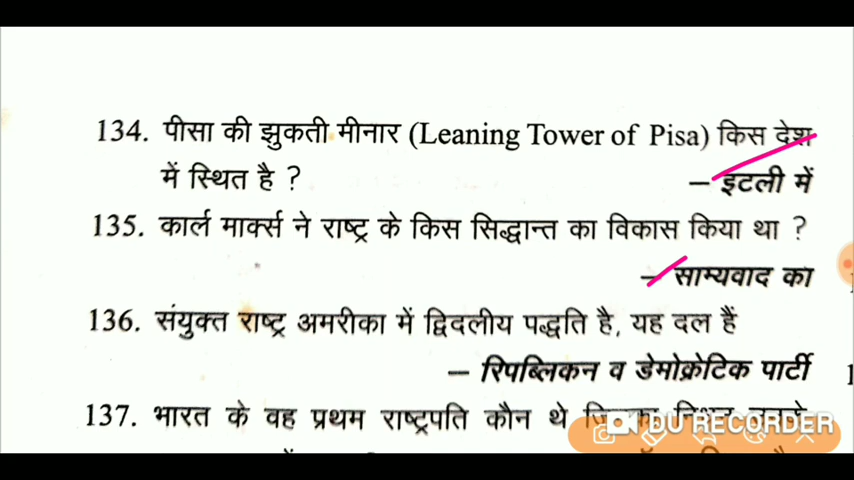 134. पीसा की झुकती मीनार (Leaning Tower of Pisa) किस देश
में स्थित है ?
– इटली में
135. कार्ल मार्क्स ने राष्ट्र के किस सिद्धान्त का विकास किया था ?
– साम्यवाद का
136. संयुक्त राष्ट्र अमरीका में द्विदलीय पद्धति है, यह दल हैं
– रिपब्लिकन व डेमोक्रेटिक पार्टी
137. भारत के वह प्रथम राष्ट्रपति कौन थे
DU RECORDER